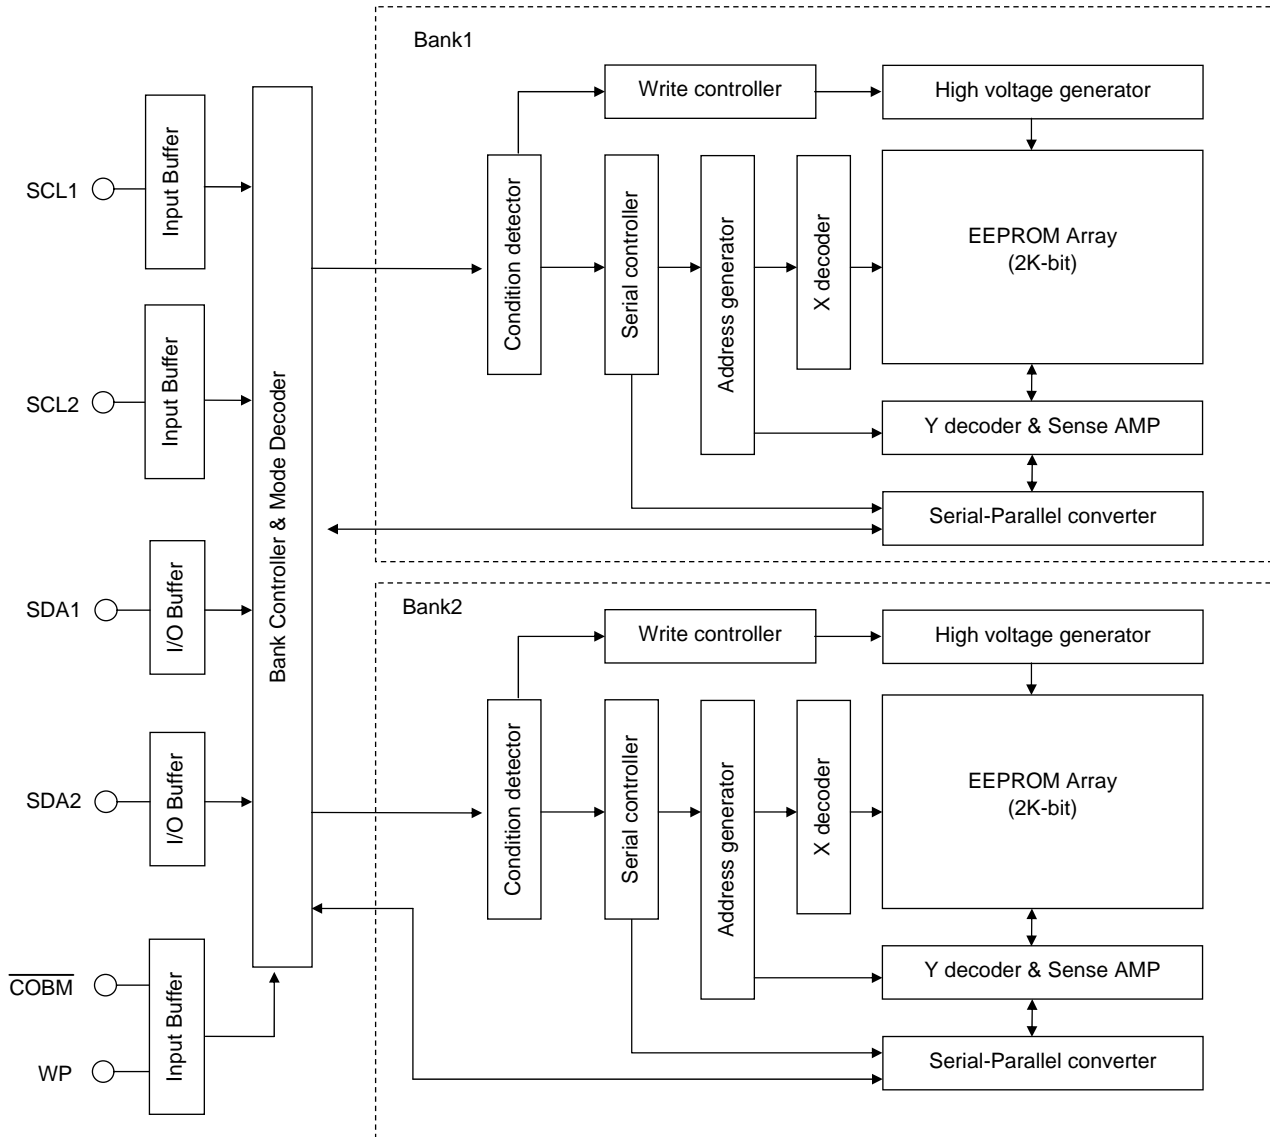 Bank1
Write controller
High voltage generator
SCL1
Input Buffer
Condition detector
Serial controller
Address generator
X decoder
EEPROM Array
(2K-bit)
SCL2
Input Buffer
Bank Controller & Mode Decoder
Y decoder & Sense AMP
Serial-Parallel converter
SDA1
I/O Buffer
Bank2
Write controller
High voltage generator
SDA2
I/O Buffer
Condition detector
Serial controller
Address generator
X decoder
EEPROM Array
(2K-bit)
COBM
Input Buffer
WP
Y decoder & Sense AMP
Serial-Parallel converter